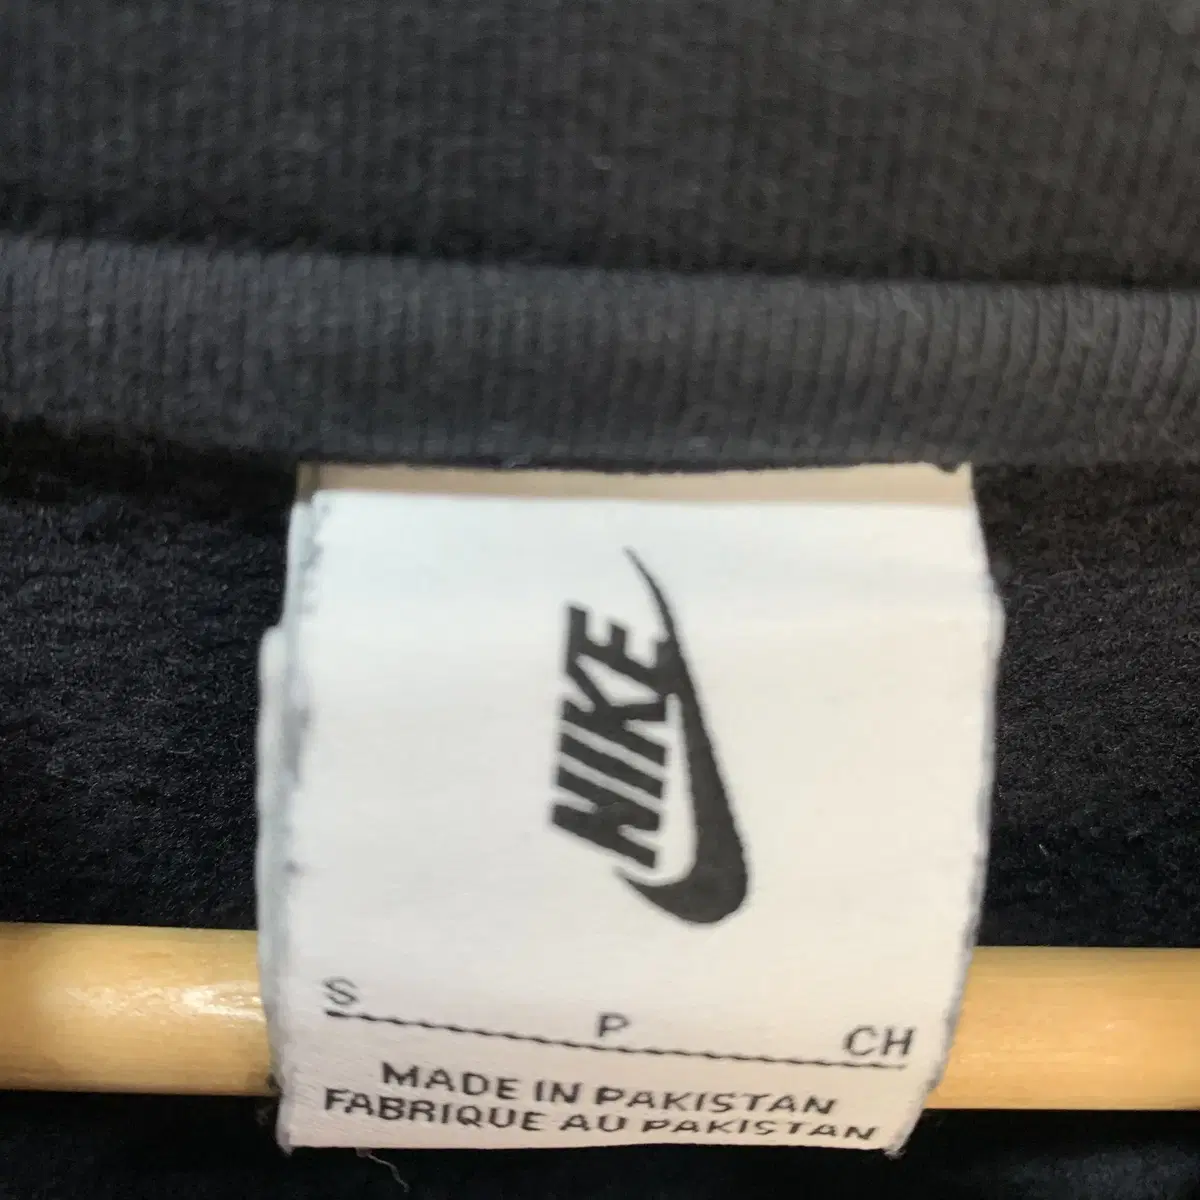 NIKE
S P CH
MADE IN PAKISTAN
FABRIQUE AU PAKISTAN